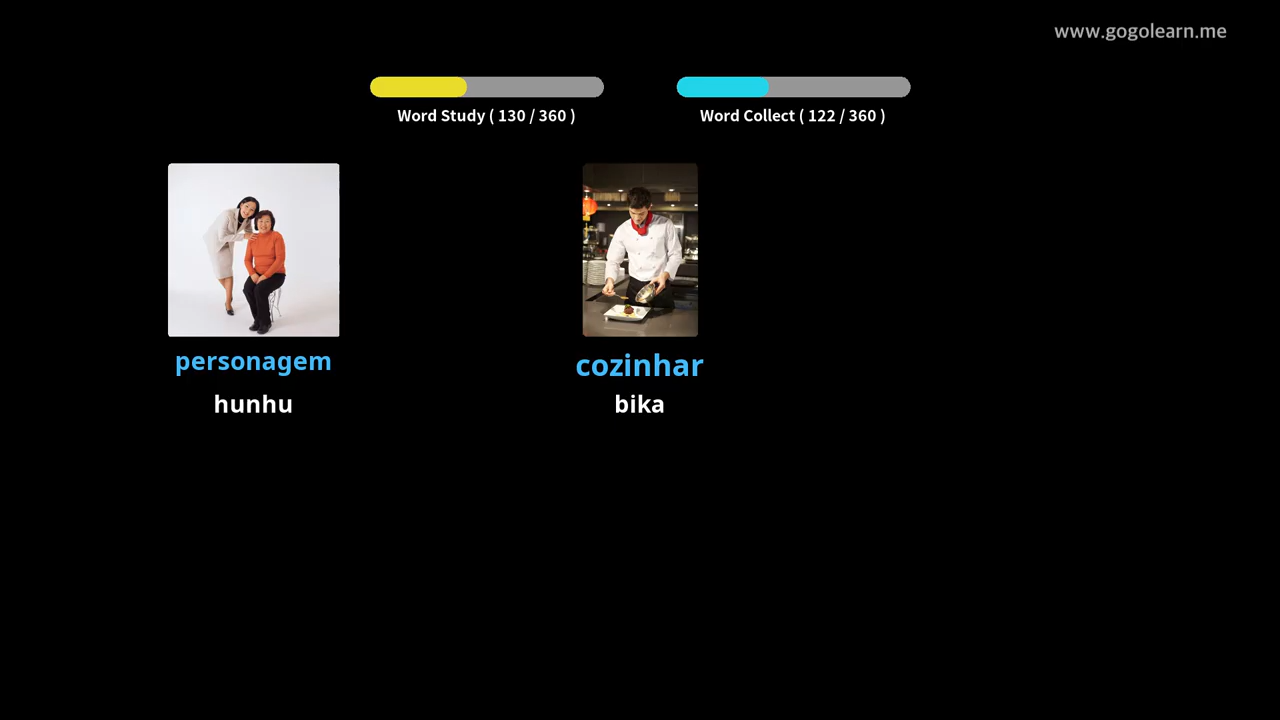 www.gogolearn.me
Word Study ( 130 / 360 )
Word Collect ( 122 / 360 )
personagem
hunhu
cozinhar
bika